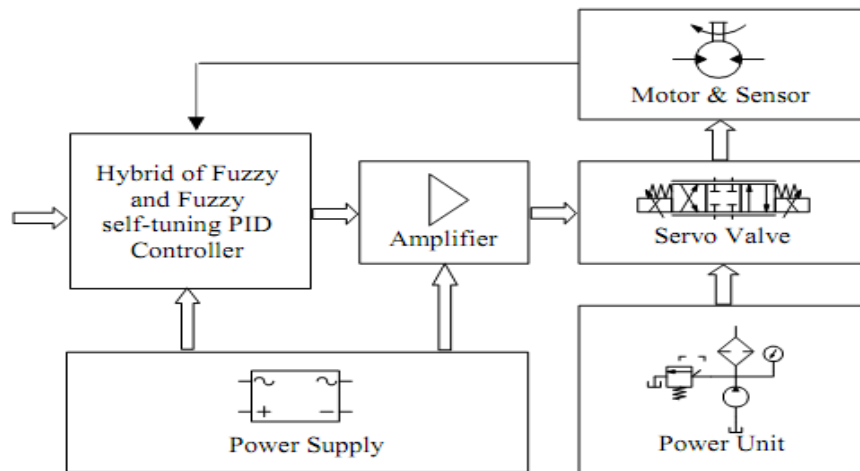 Motor & Sensor
Hybrid of Fuzzy
and Fuzzy
self-tuning PID
Controller
Amplifier
Servo Valve
Power Supply
Power Unit